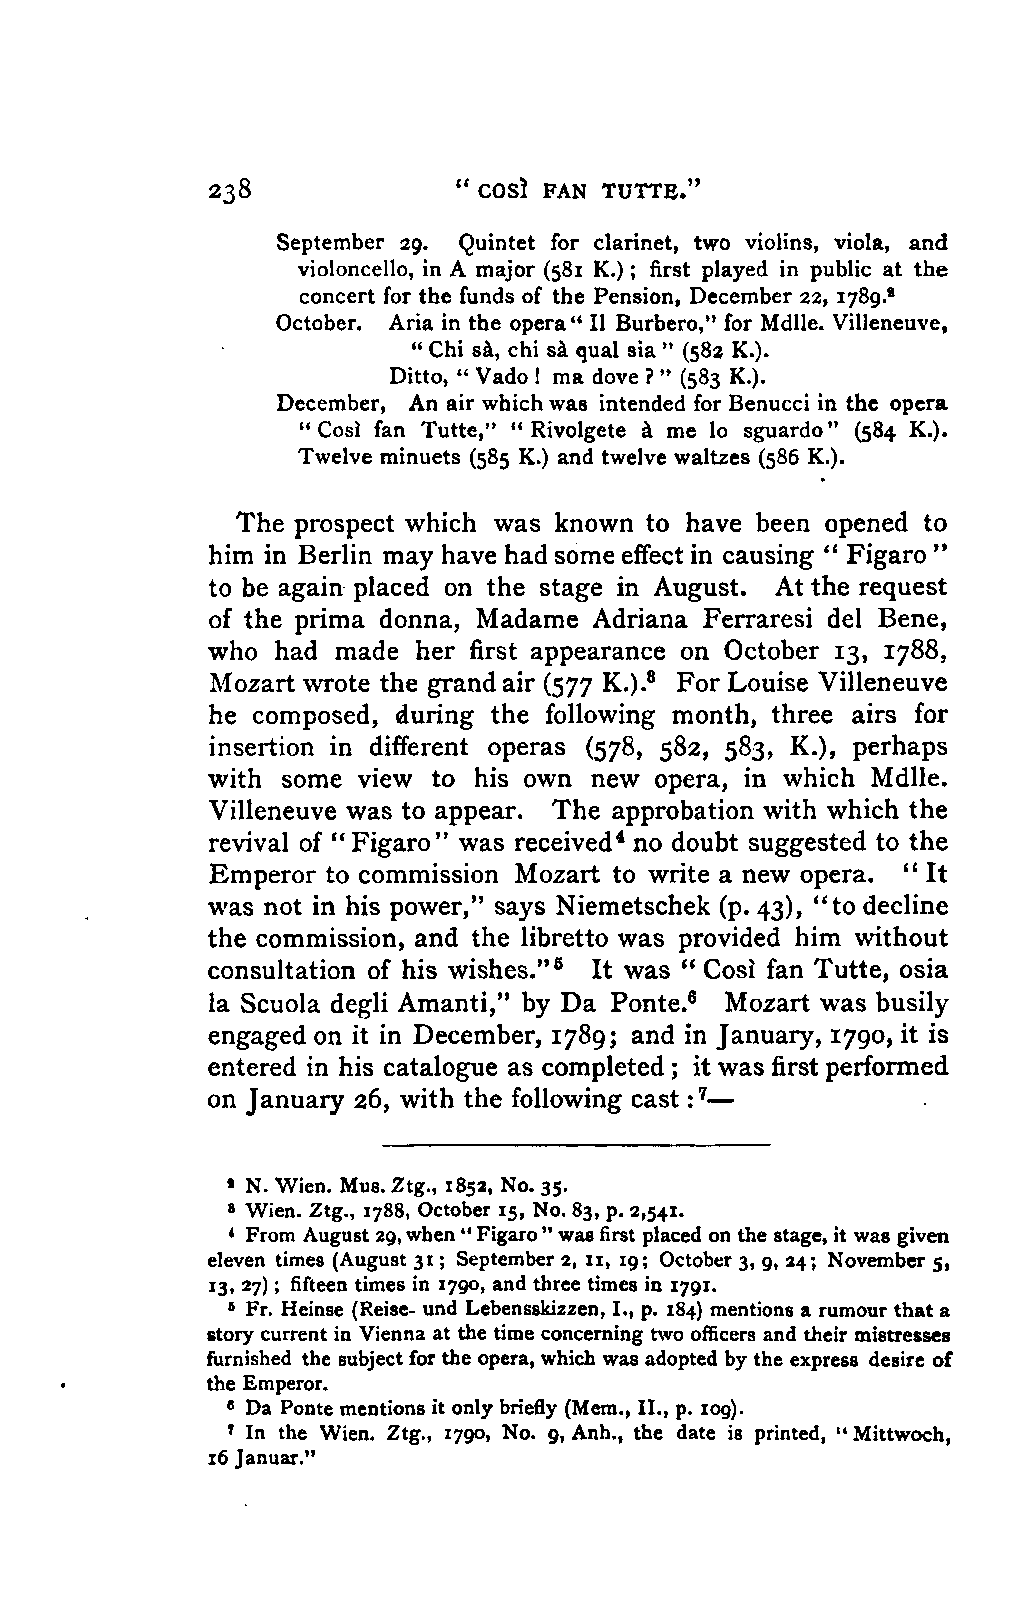 238 " COSÌ FAN TUTTE."
September 29. Quintet for clarinet, two violins, viola, and
violoncello, in A major (581 K.) ; first played in public at the
concert for the funds of the Pension, December 22, 1789.²
October. Aria in the opera " Il Burbero," for Mdlle. Villeneuve,
" Chi sà, chi sà qual sia " (582 K.).
Ditto, " Vado ! ma dove ? " (583 K.).
December, An air which was intended for Benucci in the opera
" Così fan Tutte," " Rivolgete à me lo sguardo " (584 K.).
Twelve minuets (585 K.) and twelve waltzes (586 K.).
The prospect which was known to have been opened to
him in Berlin may have had some effect in causing " Figaro "
to be again placed on the stage in August. At the request
of the prima donna, Madame Adriana Ferraresi del Bene,
who had made her first appearance on October 13, 1788,
Mozart wrote the grand air (577 K.).³ For Louise Villeneuve
he composed, during the following month, three airs for
insertion in different operas (578, 582, 583, K.), perhaps
with some view to his own new opera, in which Mdlle.
Villeneuve was to appear. The approbation with which the
revival of " Figaro " was received⁴ no doubt suggested to the
Emperor to commission Mozart to write a new opera. " It
was not in his power," says Niemetschek (p. 43), "to decline
the commission, and the libretto was provided him without
consultation of his wishes."⁵ It was " Così fan Tutte, osia
la Scuola degli Amanti," by Da Ponte.⁶ Mozart was busily
engaged on it in December, 1789; and in January, 1790, it is
entered in his catalogue as completed ; it was first performed
on January 26, with the following cast :⁷—
² N. Wien. Mus. Ztg., 1852, No. 35.
³ Wien. Ztg., 1788, October 15, No. 83, p. 2,541.
⁴ From August 29, when " Figaro " was first placed on the stage, it was given
eleven times (August 31 ; September 2, 11, 19; October 3, 9, 24; November 5,
13, 27) ; fifteen times in 1790, and three times in 1791.
⁵ Fr. Heinse (Reise- und Lebensskizzen, I., p. 184) mentions a rumour that a
story current in Vienna at the time concerning two officers and their mistresses
furnished the subject for the opera, which was adopted by the express desire of
the Emperor.
⁶ Da Ponte mentions it only briefly (Mem., II., p. 109).
⁷ In the Wien. Ztg., 1790, No. 9, Anh., the date is printed, " Mittwoch,
16 Januar."